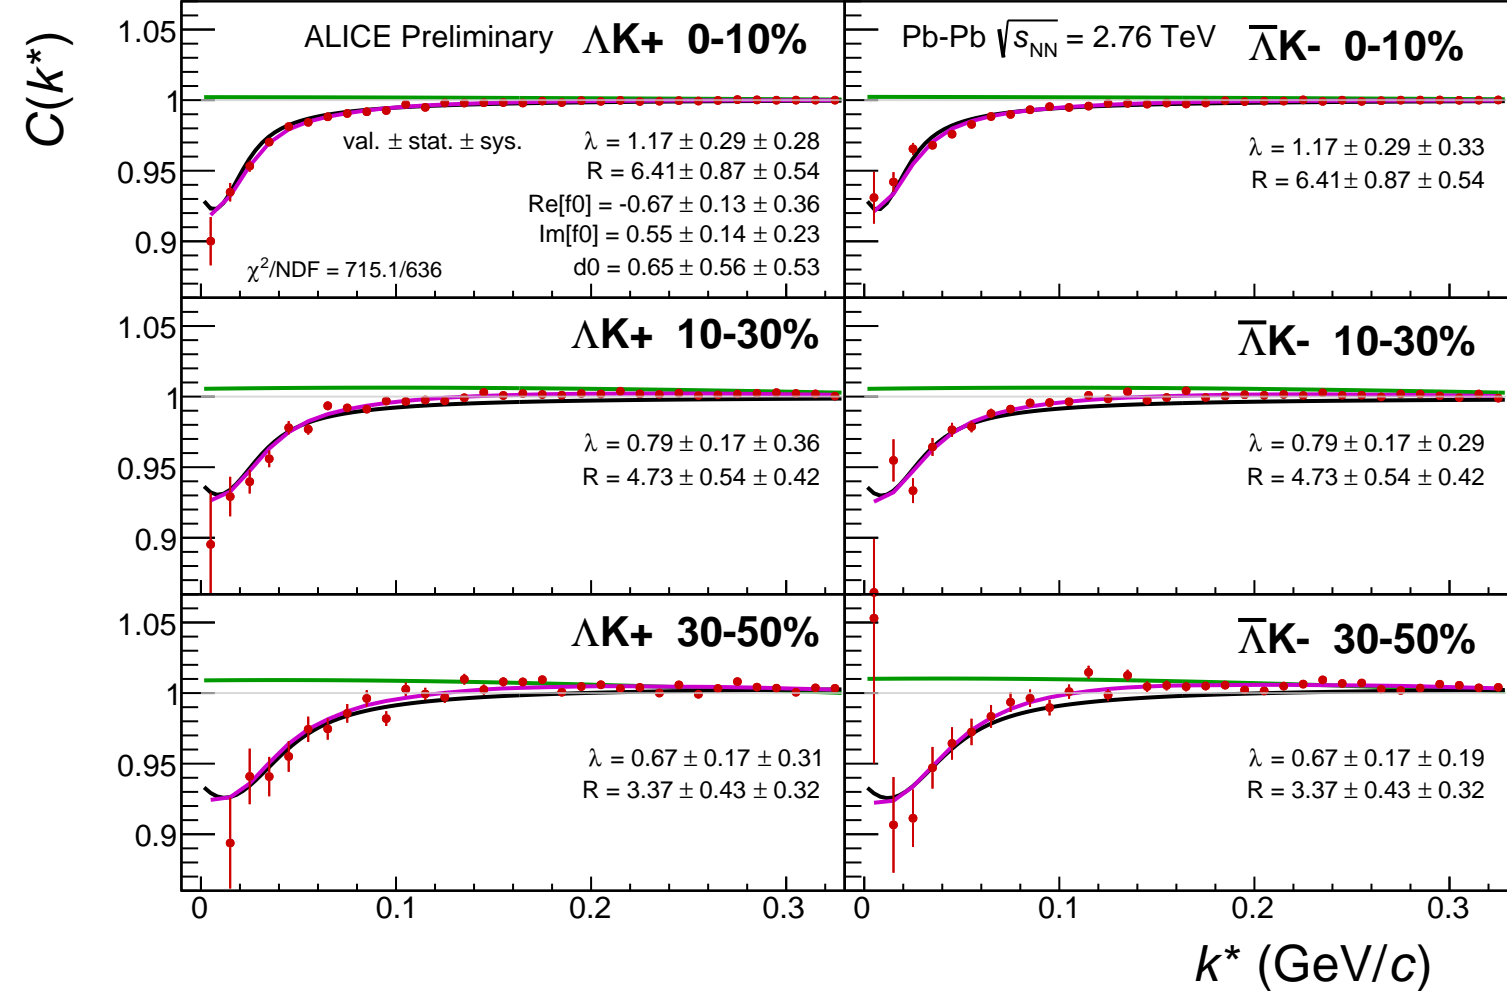 C(k*)
ALICE Preliminary ΛK+ 0-10%
1.05
1
0.95
0.9
val. ± stat. ± sys.
λ = 1.17 ± 0.29 ± 0.28
R = 6.41± 0.87 ± 0.54
Re[f0] = -0.67 ± 0.13 ± 0.36
Im[f0] = 0.55 ± 0.14 ± 0.23
d0 = 0.65 ± 0.56 ± 0.53
χ²/NDF = 715.1/636
Pb-Pb √s_NN = 2.76 TeV Λ̅K- 0-10%
λ = 1.17 ± 0.29 ± 0.33
R = 6.41± 0.87 ± 0.54
ΛK+ 10-30%
1.05
1
0.95
0.9
λ = 0.79 ± 0.17 ± 0.36
R = 4.73 ± 0.54 ± 0.42
Λ̅K- 10-30%
λ = 0.79 ± 0.17 ± 0.29
R = 4.73 ± 0.54 ± 0.42
ΛK+ 30-50%
1.05
1
0.95
0.9
λ = 0.67 ± 0.17 ± 0.31
R = 3.37 ± 0.43 ± 0.32
Λ̅K- 30-50%
λ = 0.67 ± 0.17 ± 0.19
R = 3.37 ± 0.43 ± 0.32
0 0.1 0.2 0.3 0 0.1 0.2 0.3
k* (GeV/c)